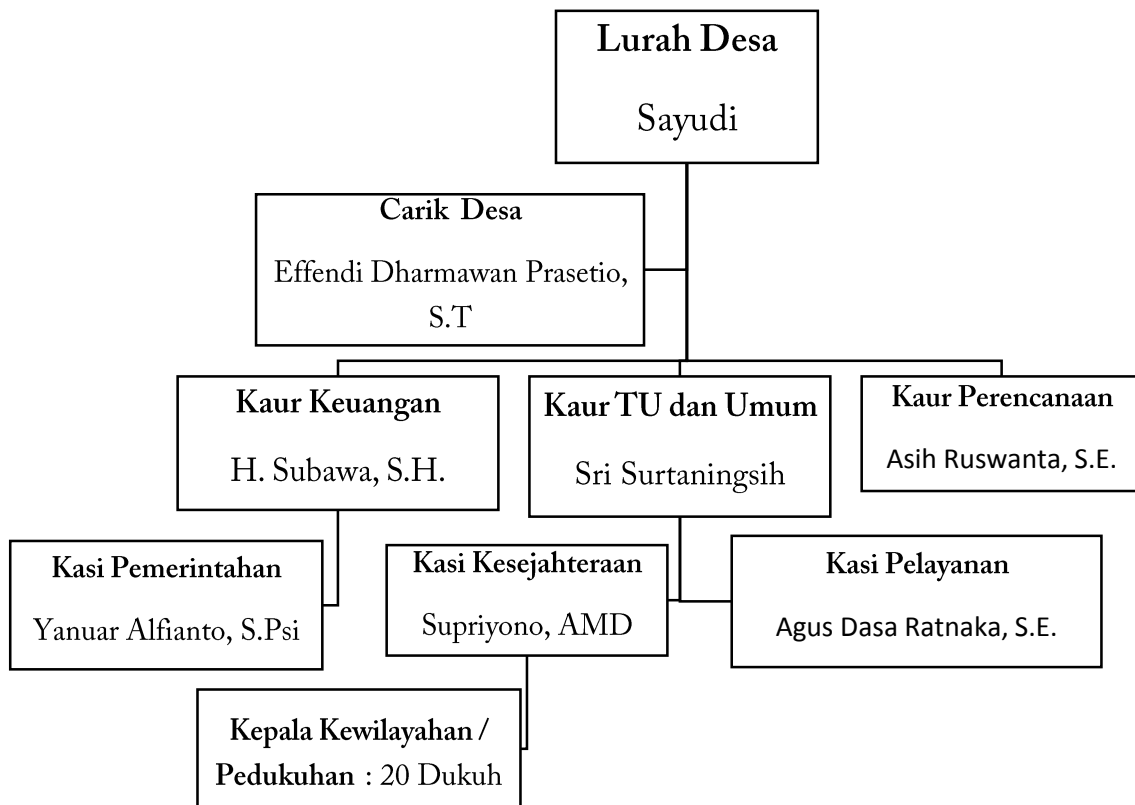 Lurah Desa
Sayudi
Carik Desa
Effendi Dharmawan Prasetio,
S.T
Kaur Keuangan
H. Subawa, S.H.
Kaur TU dan Umum
Sri Surtaningsih
Kaur Perencanaan
Asih Ruswanta, S.E.
Kasi Pemerintahan
Yanuar Alfianto, S.Psi
Kasi Kesejahteraan
Supriyono, AMD
Kasi Pelayanan
Agus Dasa Ratnaka, S.E.
Kepala Kewilayahan /
Pedukuhan : 20 Dukuh